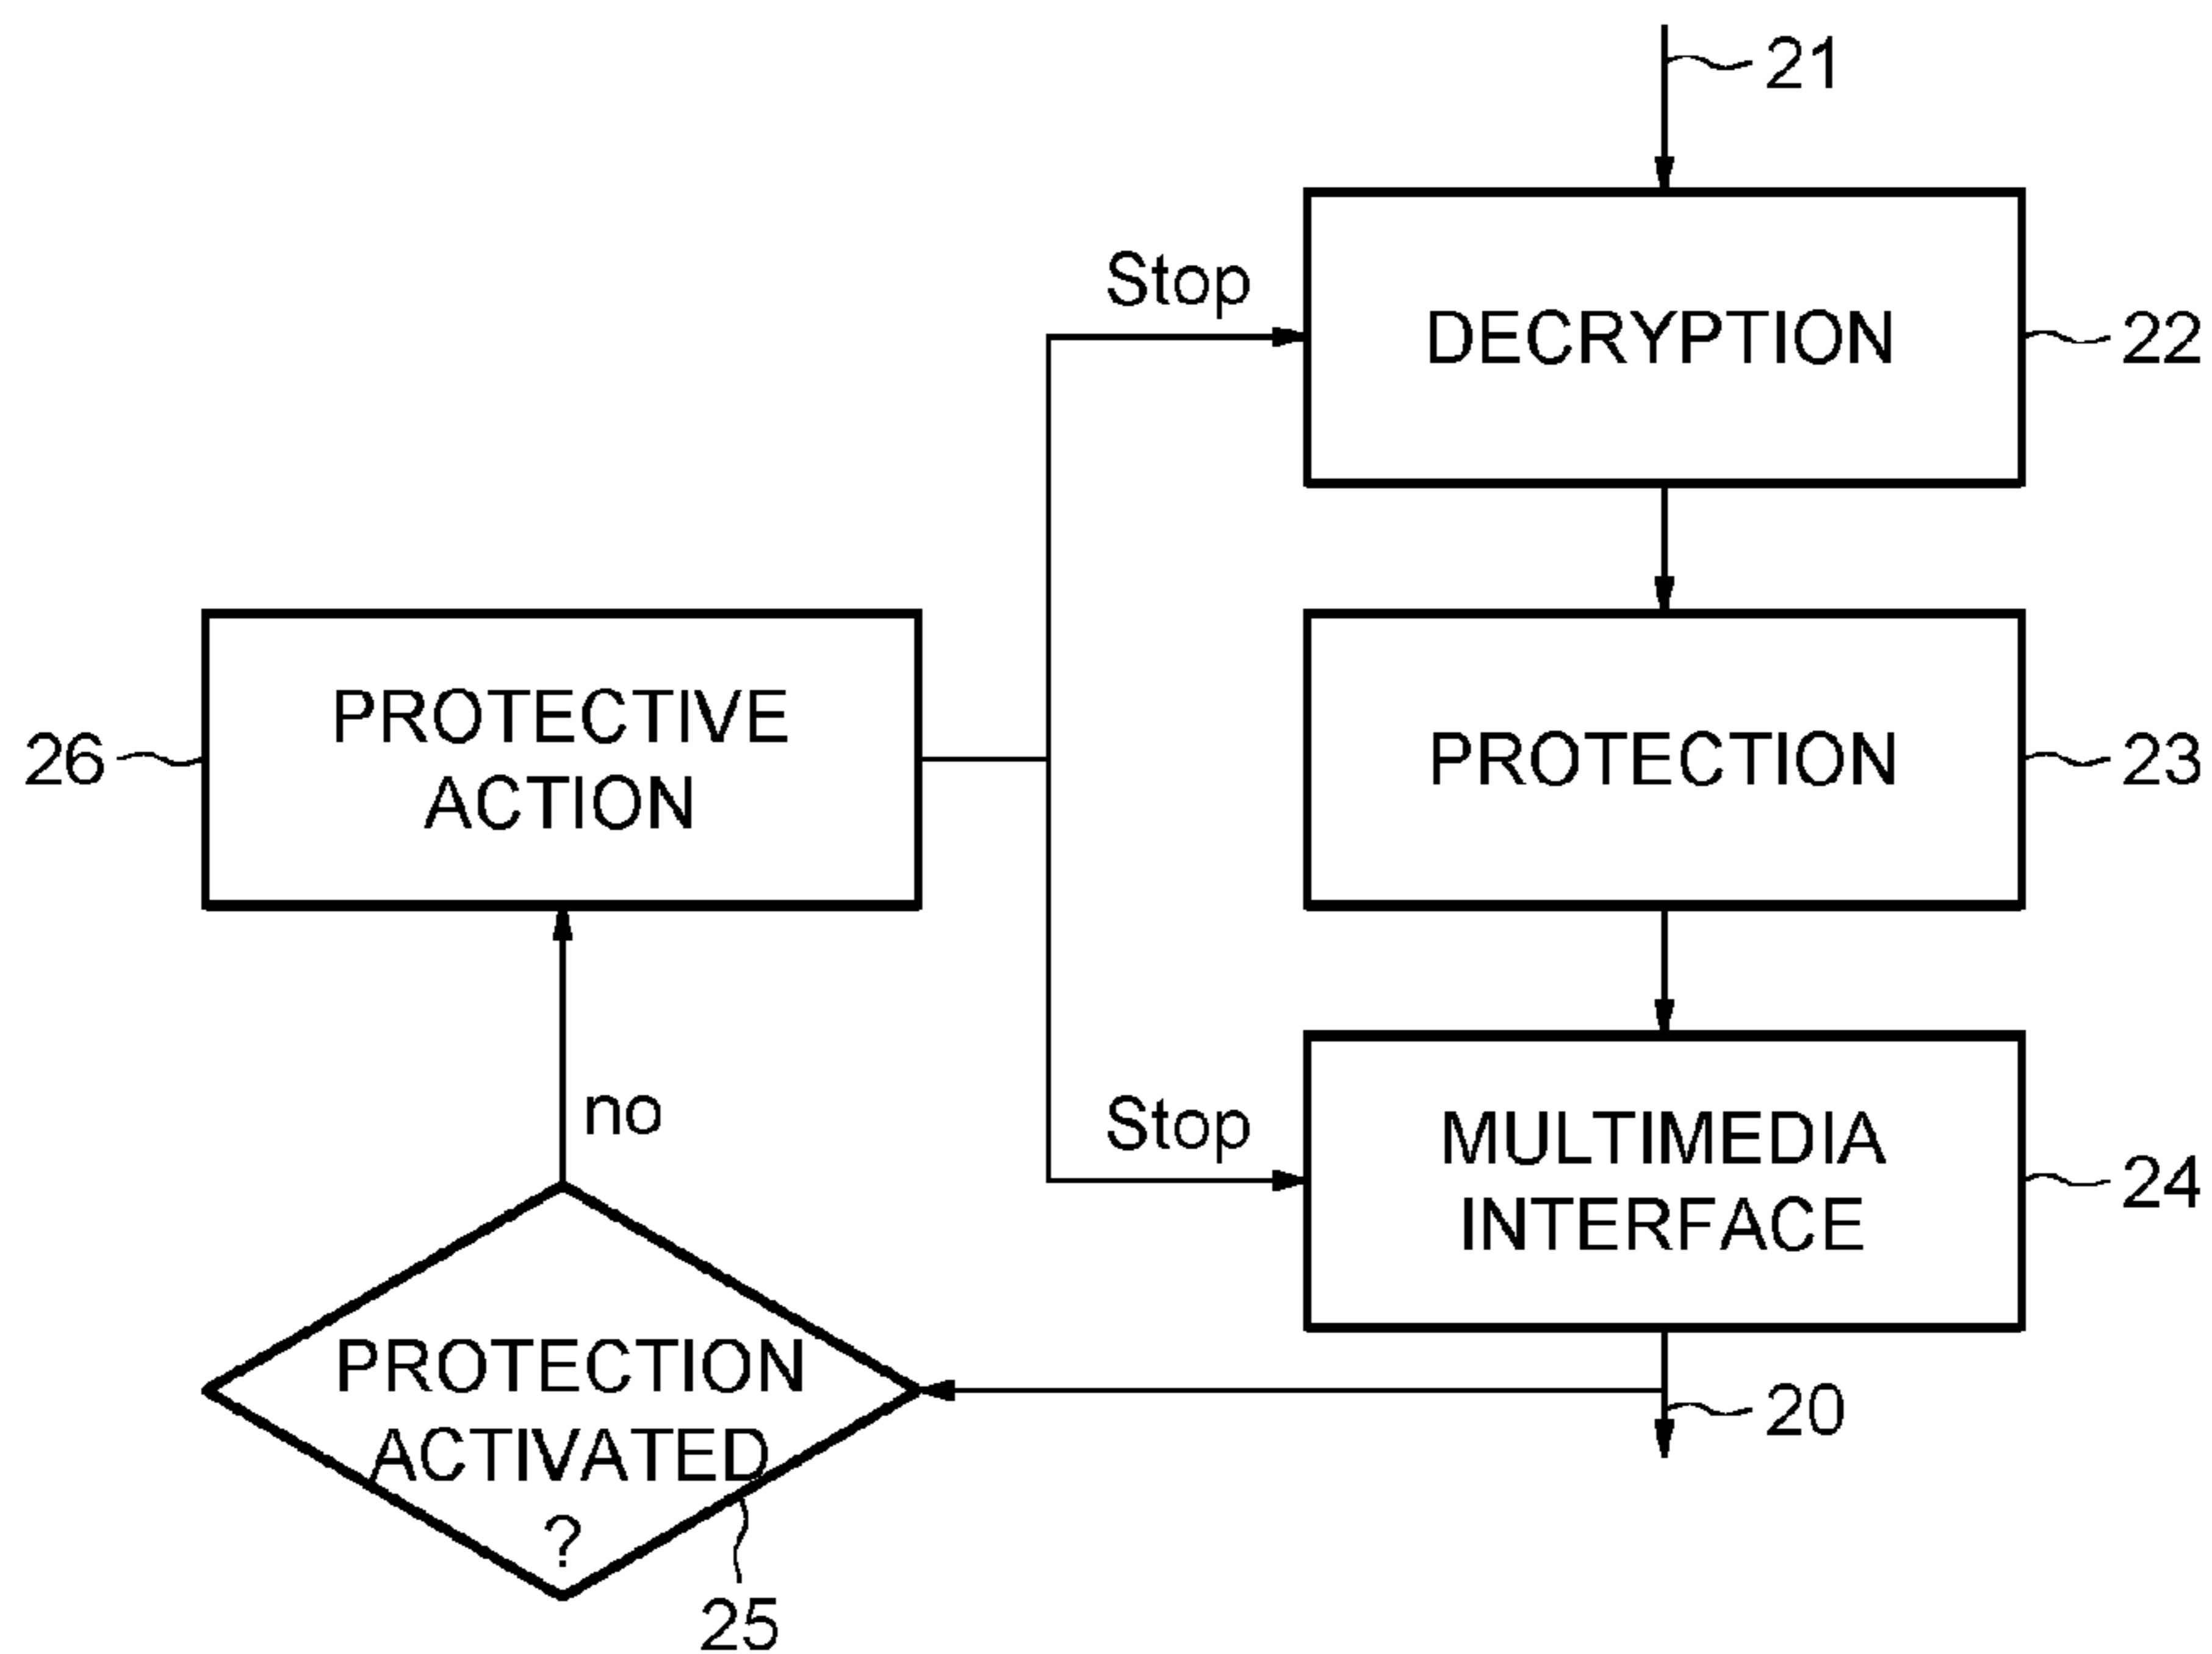 21
Stop
DECRYPTION
22
PROTECTIVE
ACTION
26
PROTECTION
23
no
Stop
MULTIMEDIA
INTERFACE
24
PROTECTION
ACTIVATED
?
25
20